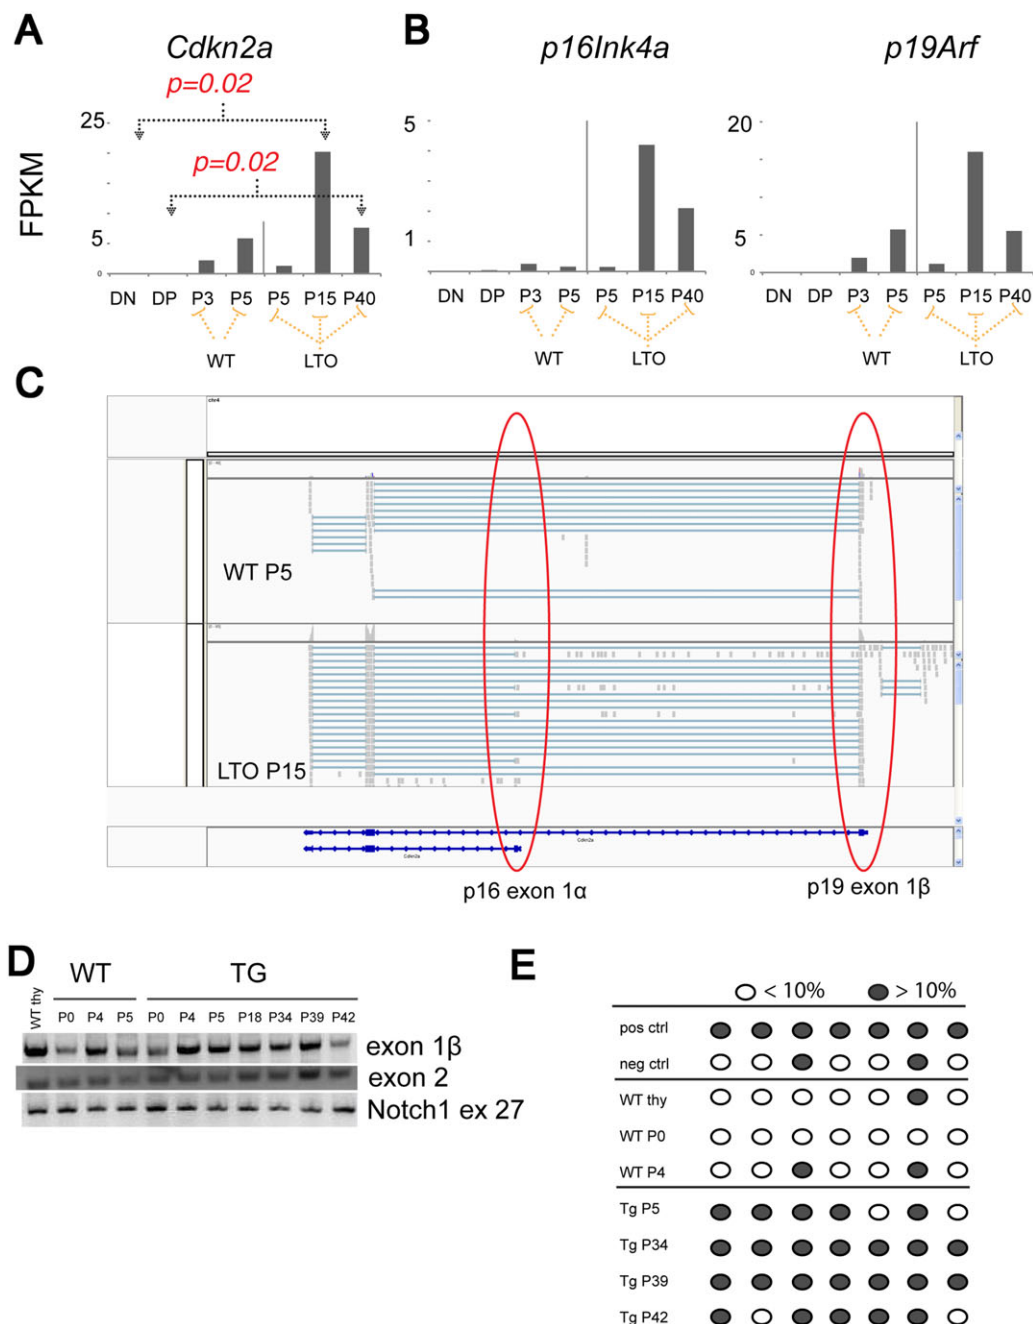 A
B
Cdkn2a
p16Ink4a
p19Arf
p=0.02
p=0.02
FPKM
25
5
0
DN DP P3 P5 P5 P15 P40
WT LTO
5
1
DN DP P3 P5 P5 P15 P40
WT LTO
20
5
0
DN DP P3 P5 P5 P15 P40
WT LTO
C
chr4
WT P5
LTO P15
Cdkn2a
Cdkn2a
p16 exon 1α
p19 exon 1β
D
WT TG
WT thy P0 P4 P5 P0 P4 P5 P18 P34 P39 P42
exon 1β
exon 2
Notch1 ex 27
E
< 10% > 10%
pos ctrl
neg ctrl
WT thy
WT P0
WT P4
Tg P5
Tg P34
Tg P39
Tg P42